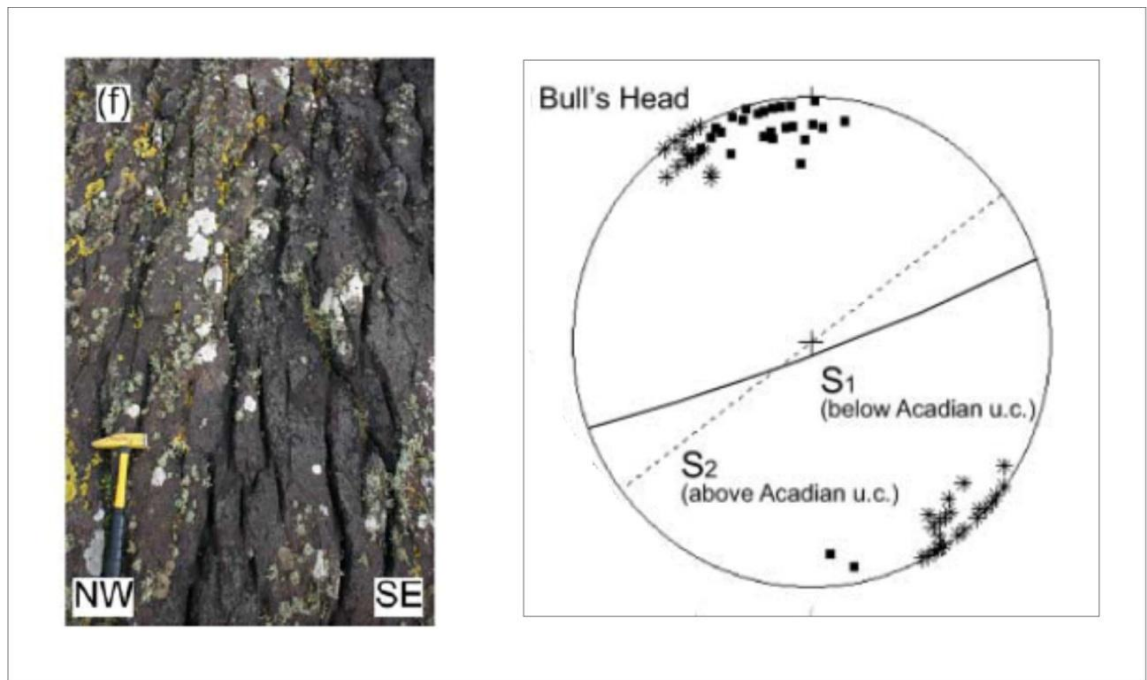 (f)
NW
SE
Bull's Head
S1
(below Acadian u.c.)
S2
(above Acadian u.c.)